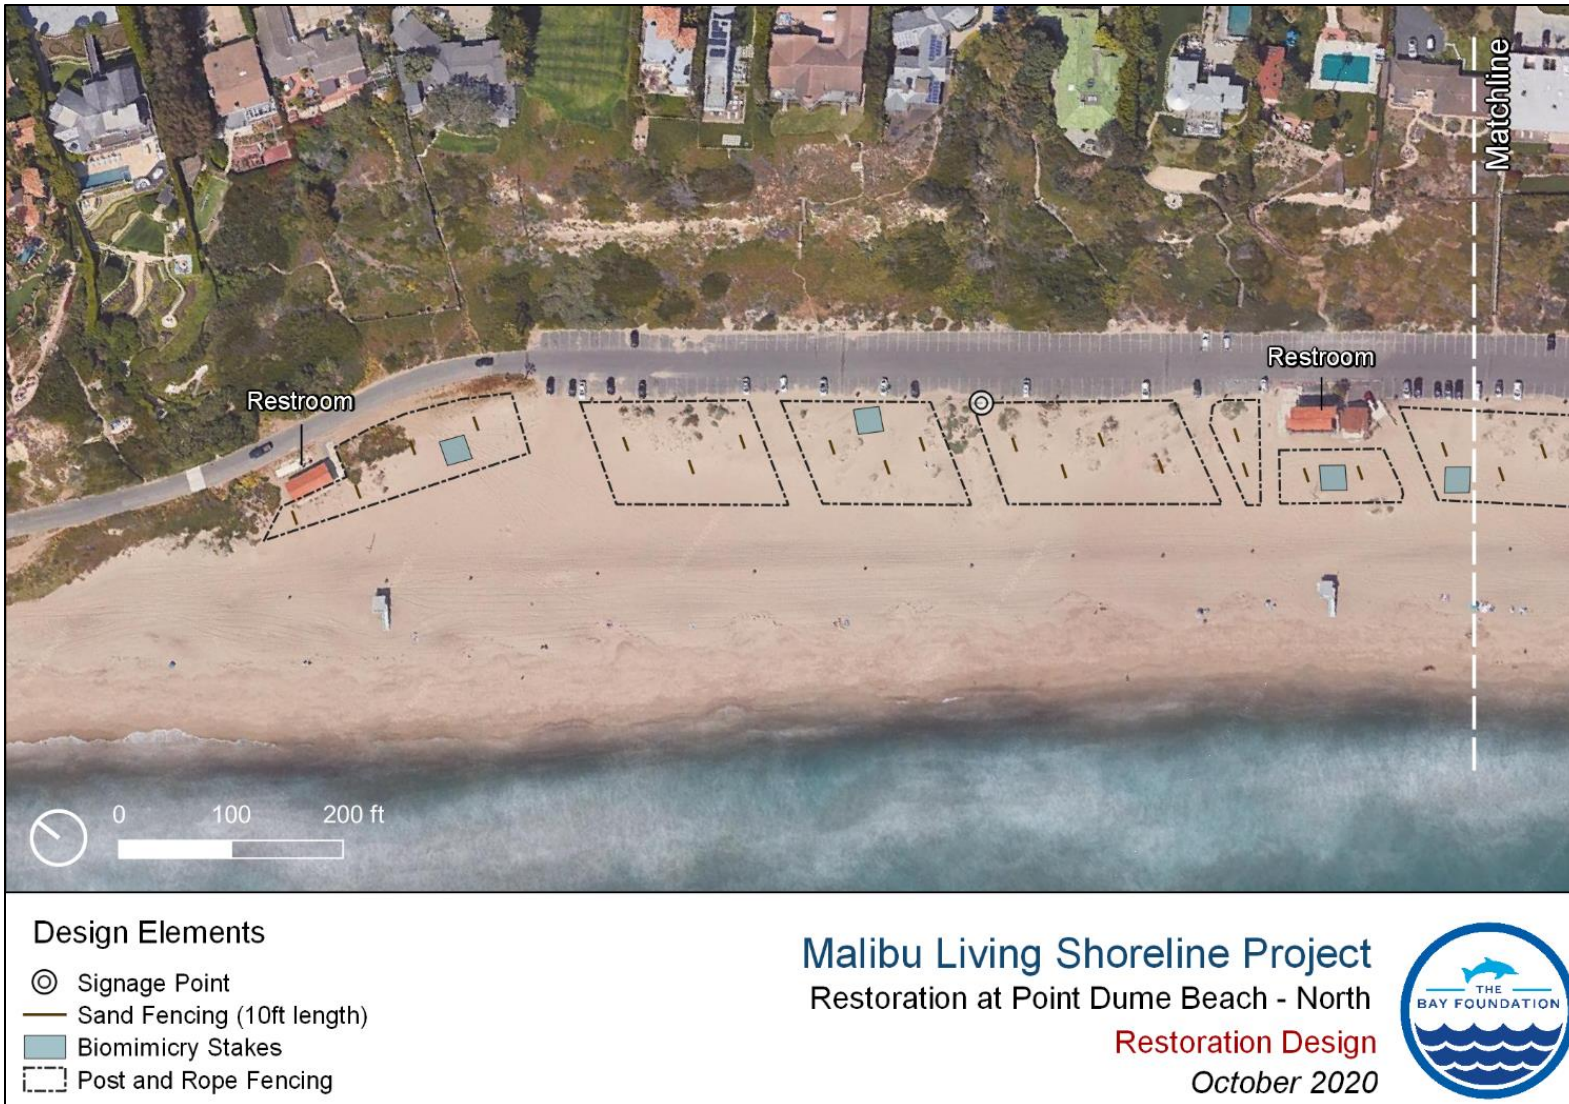 Matchline
Restroom
Restroom
0 100 200 ft
Design Elements
Signage Point
Sand Fencing (10ft length)
Biomimicry Stakes
Post and Rope Fencing
Malibu Living Shoreline Project
Restoration at Point Dume Beach - North
Restoration Design
October 2020
THE
BAY FOUNDATION